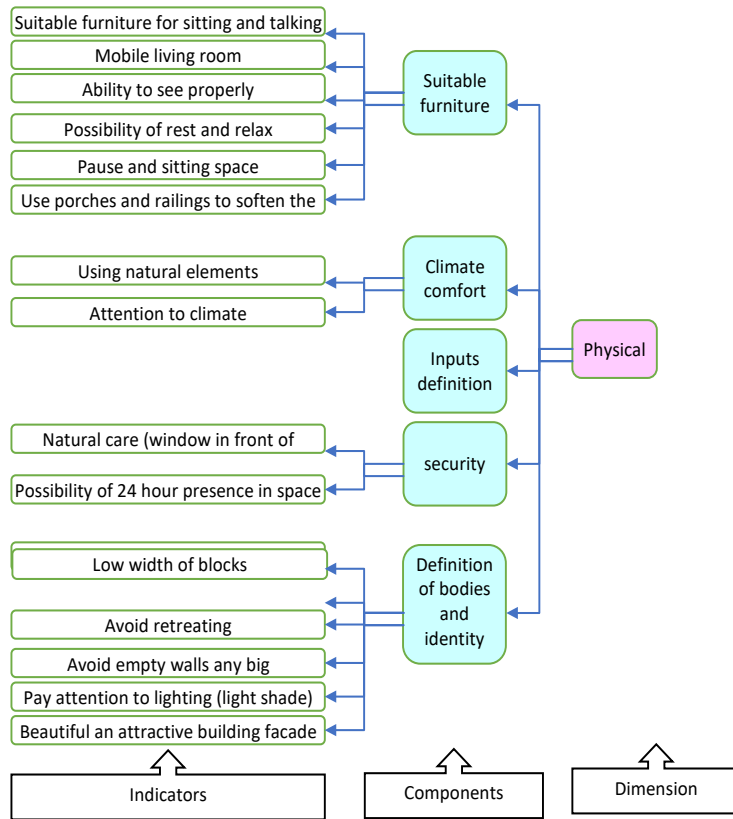 Suitable furniture for sitting and talking
Mobile living room
Ability to see properly
Possibility of rest and relax
Pause and sitting space
Use porches and railings to soften the
Suitable
furniture
Using natural elements
Attention to climate
Climate
comfort
Inputs
definition
Physical
Natural care (window in front of
Possibility of 24 hour presence in space
security
Low width of blocks
Avoid retreating
Avoid empty walls any big
Pay attention to lighting (light shade)
Beautiful an attractive building facade
Definition
of bodies
and
identity
Indicators
Components
Dimension